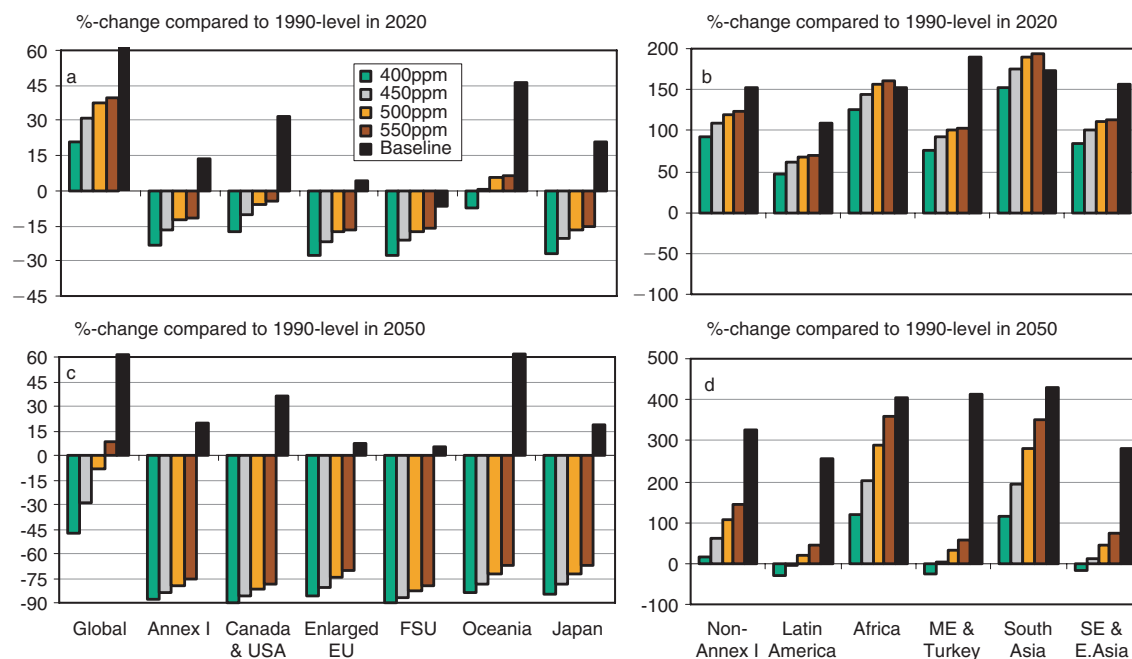 %-change compared to 1990-level in 2020
60
45
30
15
0
−15
−30
−45
a
400ppm
450ppm
500ppm
550ppm
Baseline
%-change compared to 1990-level in 2020
200
150
100
50
0
−50
−100
b
%-change compared to 1990-level in 2050
60
45
30
15
0
-15
-30
-45
-60
-75
-90
c
Global
Annex I
Canada
& USA
Enlarged
EU
FSU
Oceania
Japan
%-change compared to 1990-level in 2050
500
400
300
200
100
0
-100
d
Non-
Annex I
Latin
America
Africa
ME &
Turkey
South
Asia
SE &
E.Asia